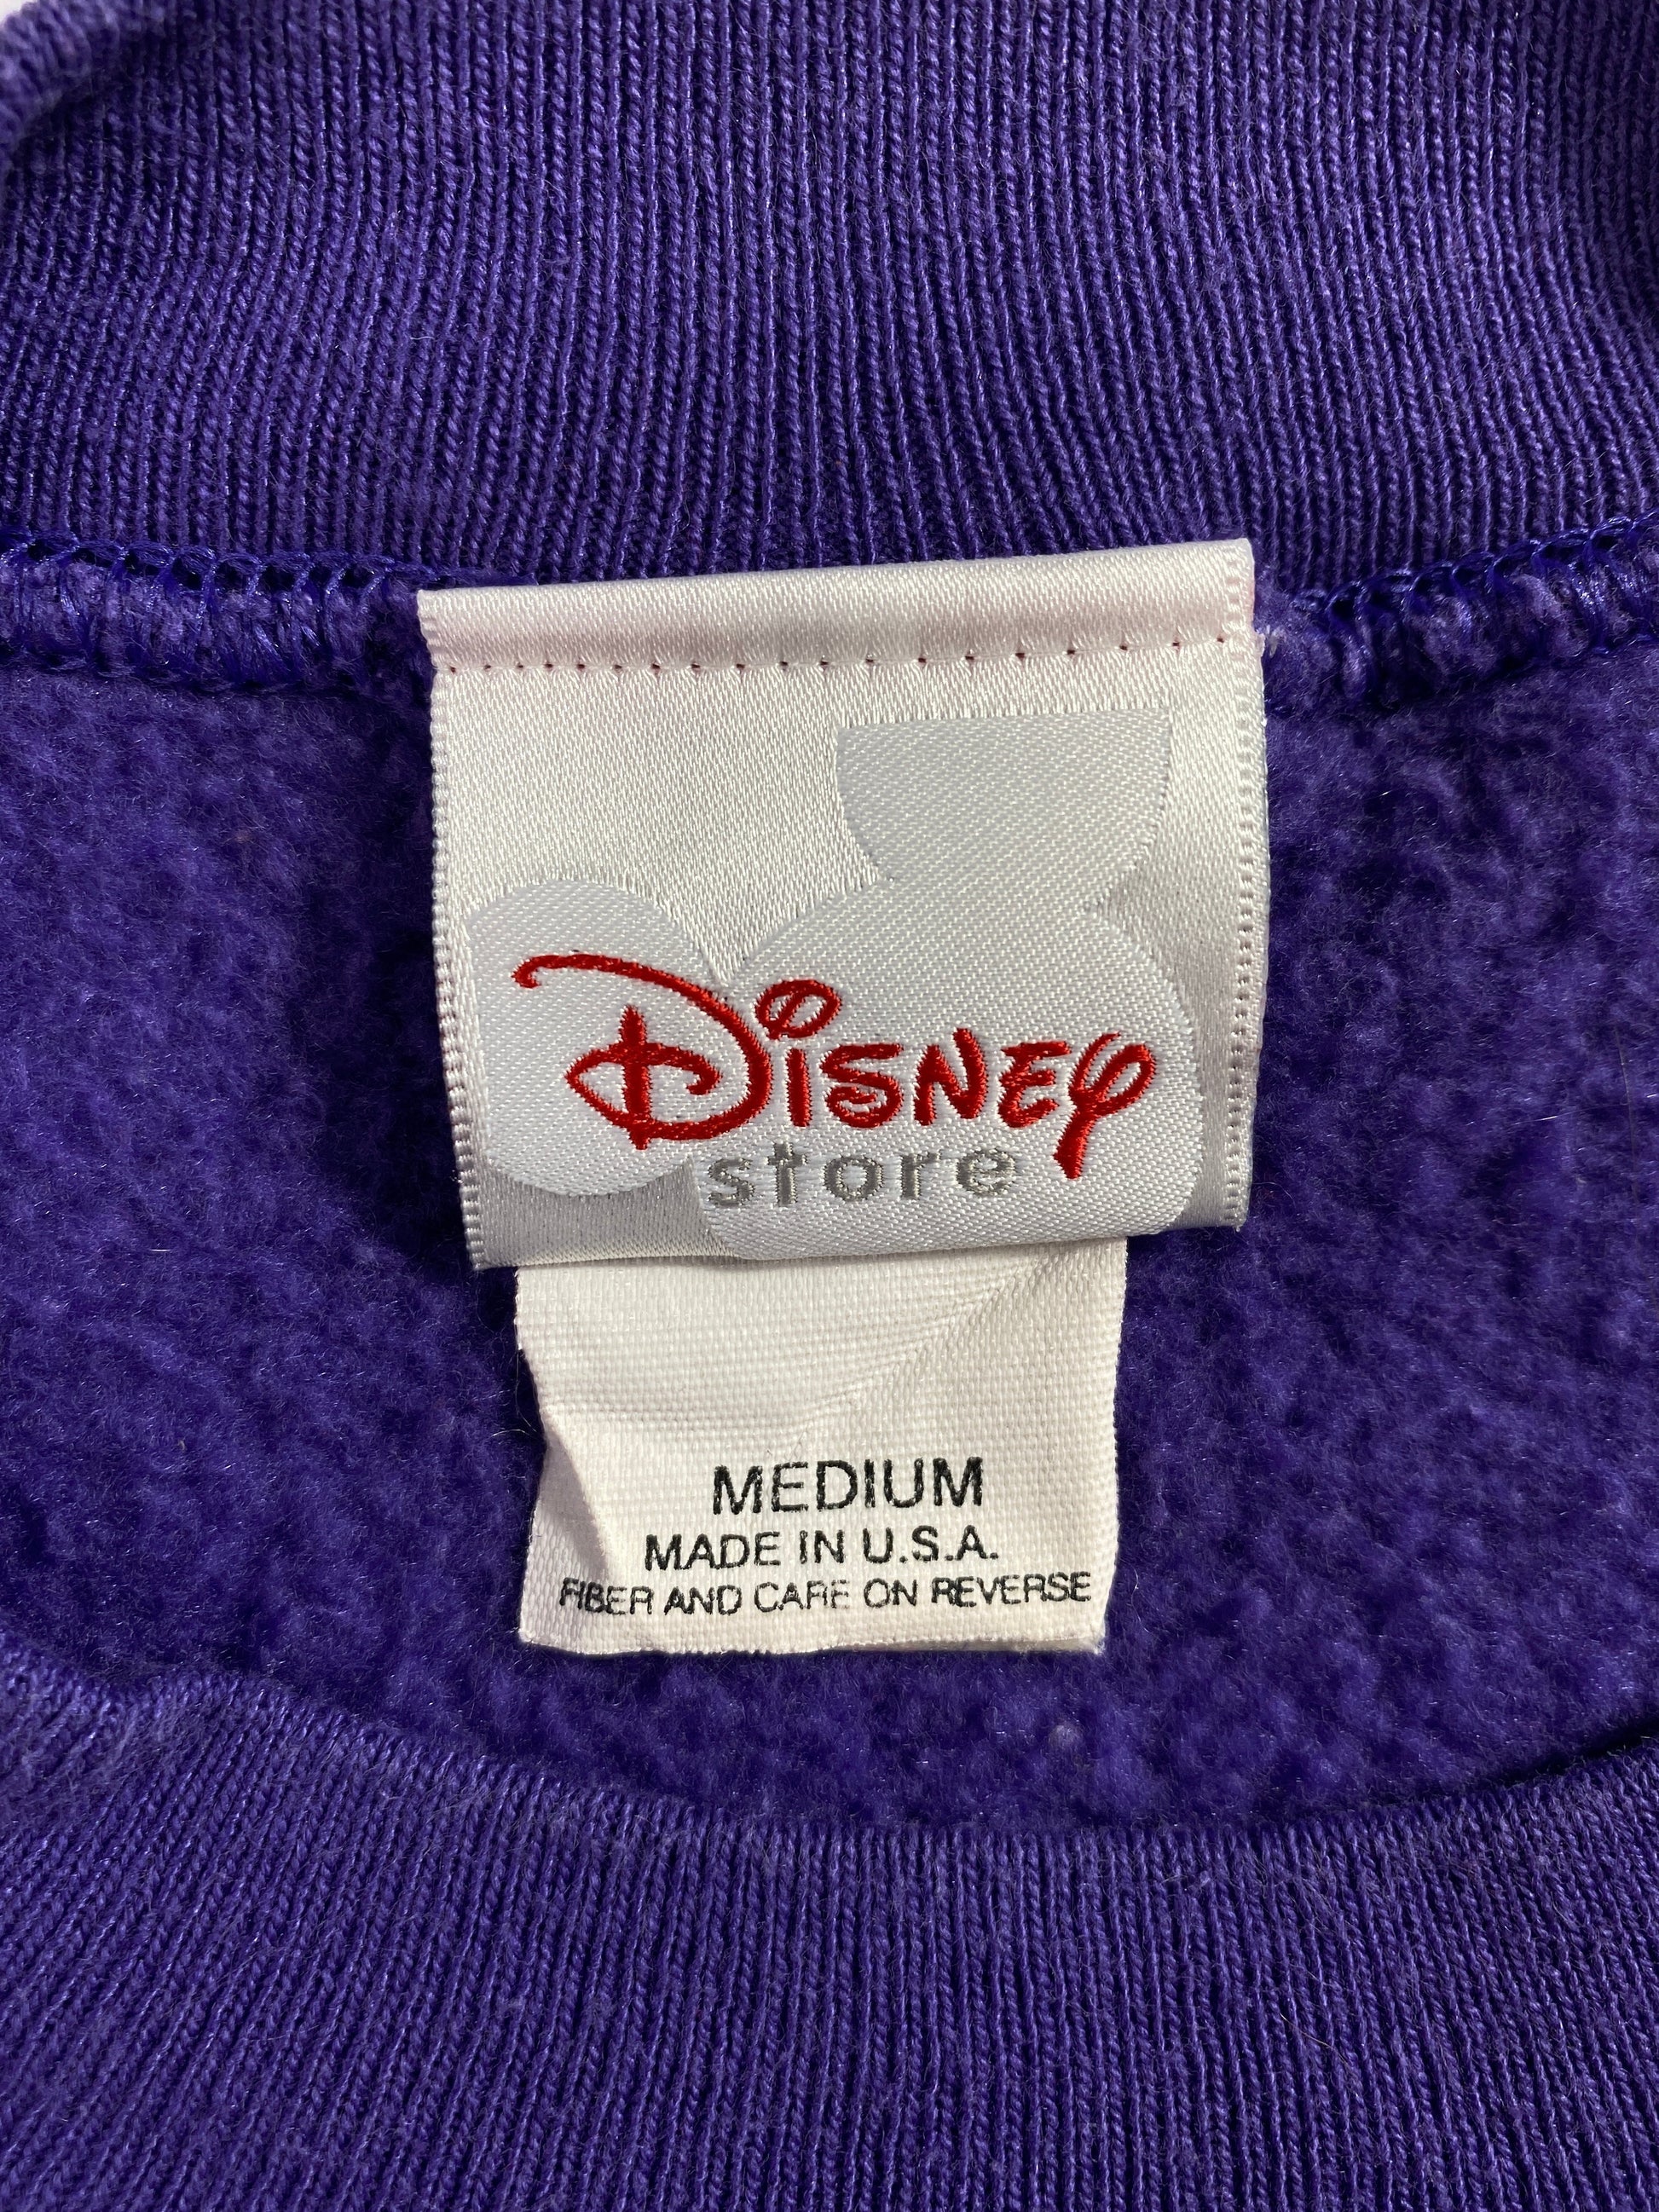 Disney
store
MEDIUM
MADE IN U.S.A.
FIBER AND CARE ON REVERSE